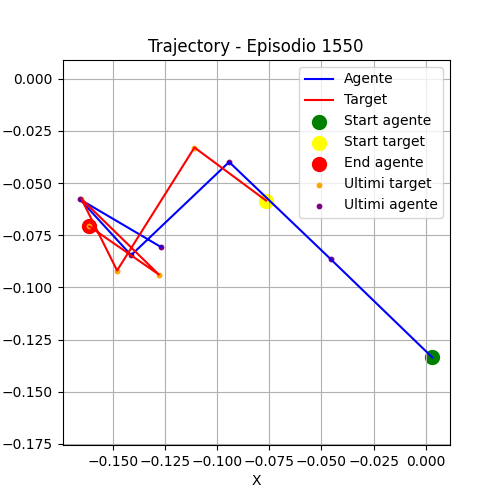 Trajectory - Episodio 1550
0.000
−0.025
−0.050
−0.075
−0.100
−0.125
−0.150
−0.175
Agente
Target
Start agente
Start target
End agente
Ultimi target
Ultimi agente
−0.150 −0.125 −0.100 −0.075 −0.050 −0.025 0.000
X